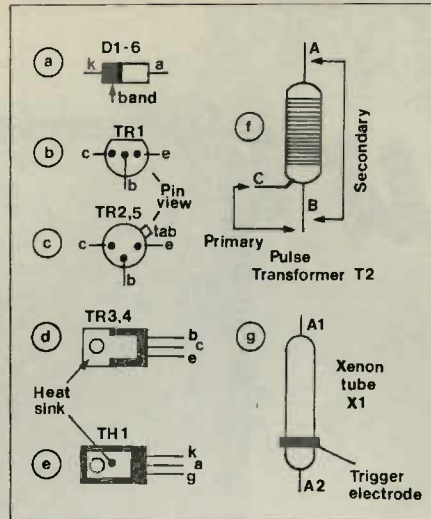 a
D1-6
k
a
band
b
TR1
c
e
b
Pin
view
c
TR2,5
tab
c
e
b
d
TR3,4
b
c
e
Heat
sink
e
TH1
k
a
g
f
A
C
B
Primary
Secondary
Pulse
Transformer T2
g
A1
Xenon
tube
X1
A2
Trigger
electrode